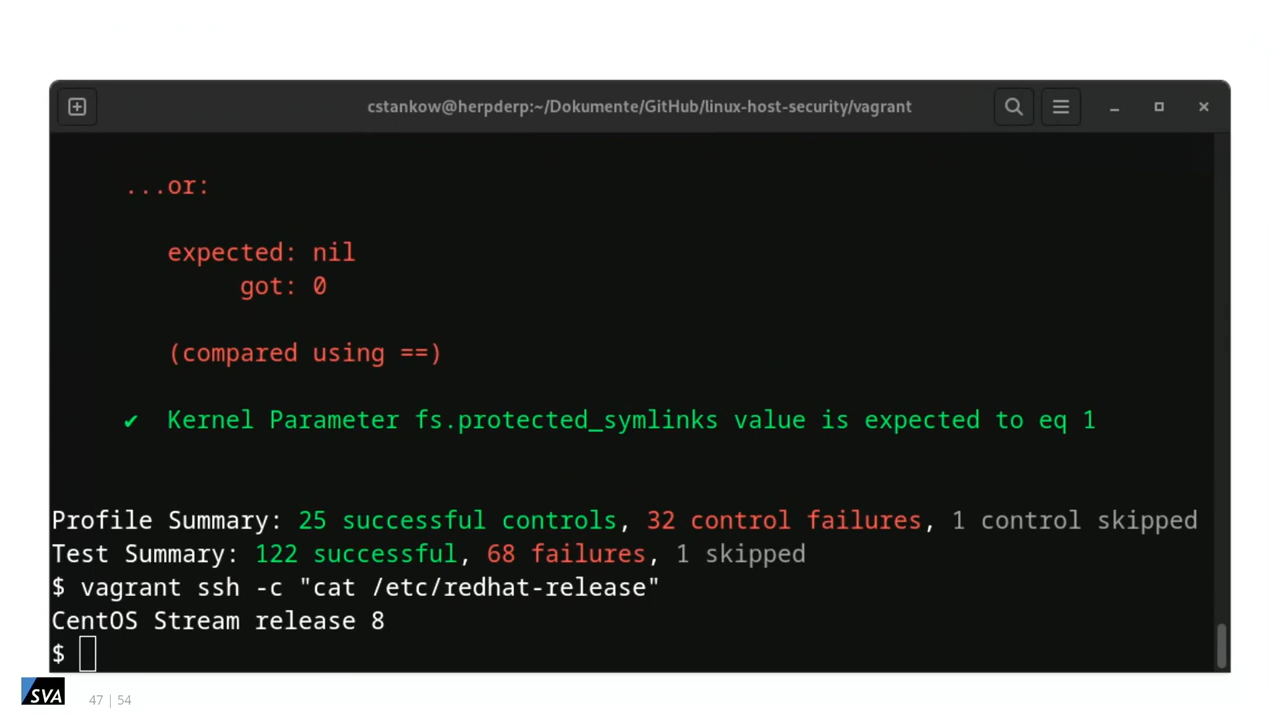 cstankow@herpderp:~/Dokumente/GitHub/linux-host-security/vagrant
...or:
expected: nil
got: 0
(compared using ==)
✔ Kernel Parameter fs.protected_symlinks value is expected to eq 1
Profile Summary: 25 successful controls, 32 control failures, 1 control skipped
Test Summary: 122 successful, 68 failures, 1 skipped
$ vagrant ssh -c "cat /etc/redhat-release"
CentOS Stream release 8
$
SVA
47 | 54